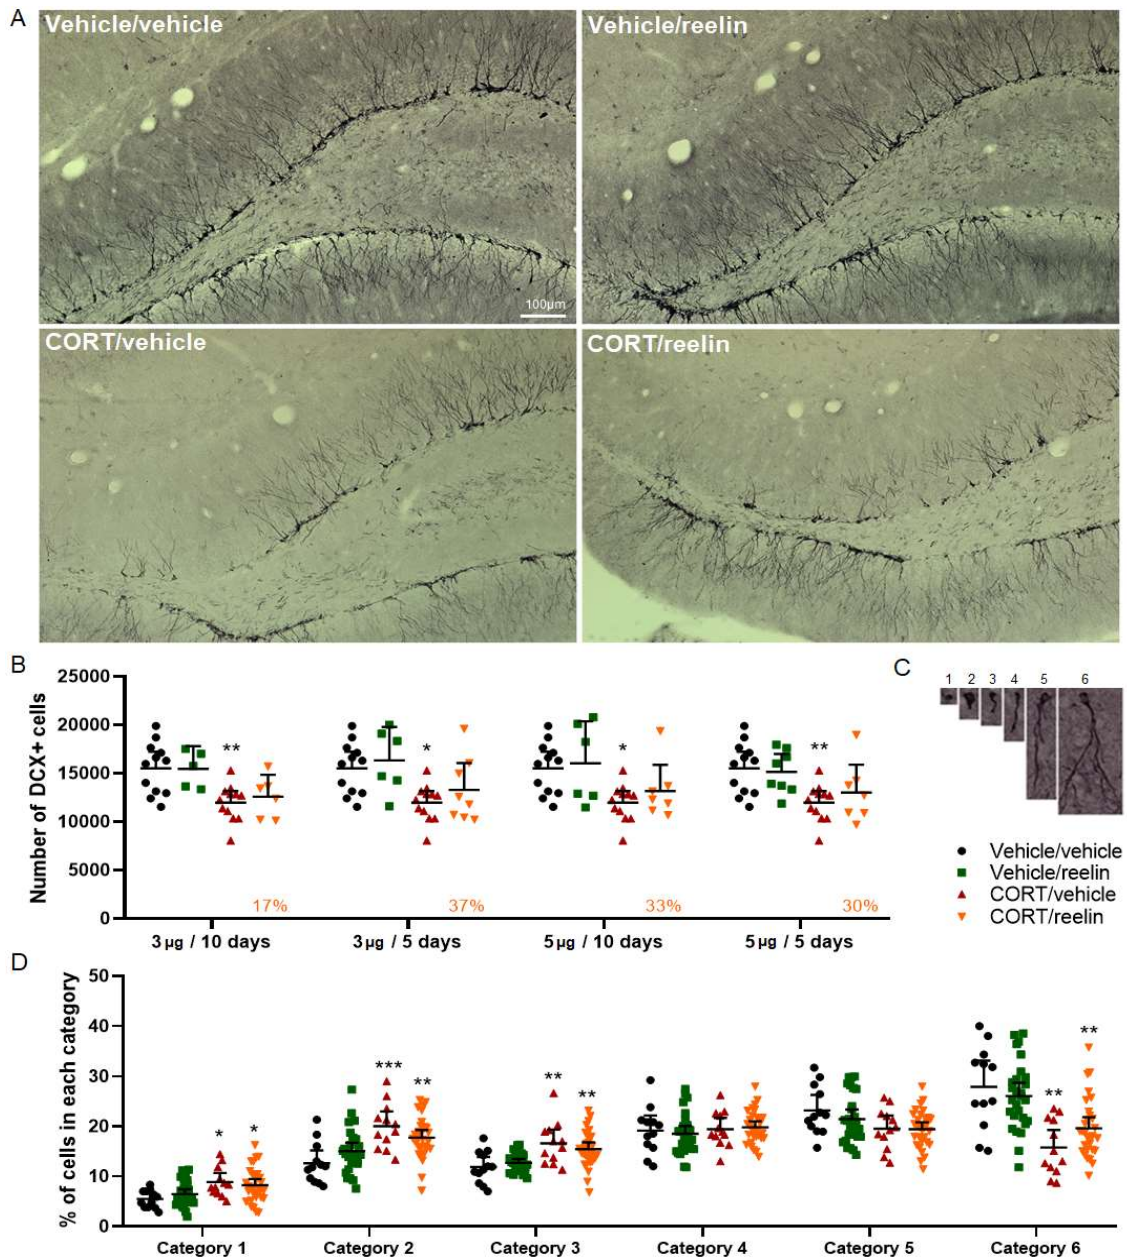 A
Vehicle/vehicle
Vehicle/reelin
100µm
CORT/vehicle
CORT/reelin
B
Number of DCX+ cells
25000
20000
15000
10000
5000
0
**
*
*
**
17%
37%
33%
30%
3 µg / 10 days
3 µg / 5 days
5 µg / 10 days
5 µg / 5 days
C
1 2 3 4 5 6
Vehicle/vehicle
Vehicle/reelin
CORT/vehicle
CORT/reelin
D
% of cells in each category
50
40
30
20
10
0
*
*
***
**
**
**
**
**
Category 1
Category 2
Category 3
Category 4
Category 5
Category 6